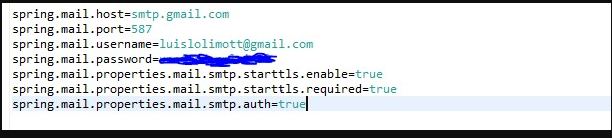 spring.mail.host=smtp.gmail.com
spring.mail.port=587
spring.mail.username=luislolimott@gmail.com
spring.mail.password=
spring.mail.properties.mail.smtp.starttls.enable=true
spring.mail.properties.mail.smtp.starttls.required=true
spring.mail.properties.mail.smtp.auth=true